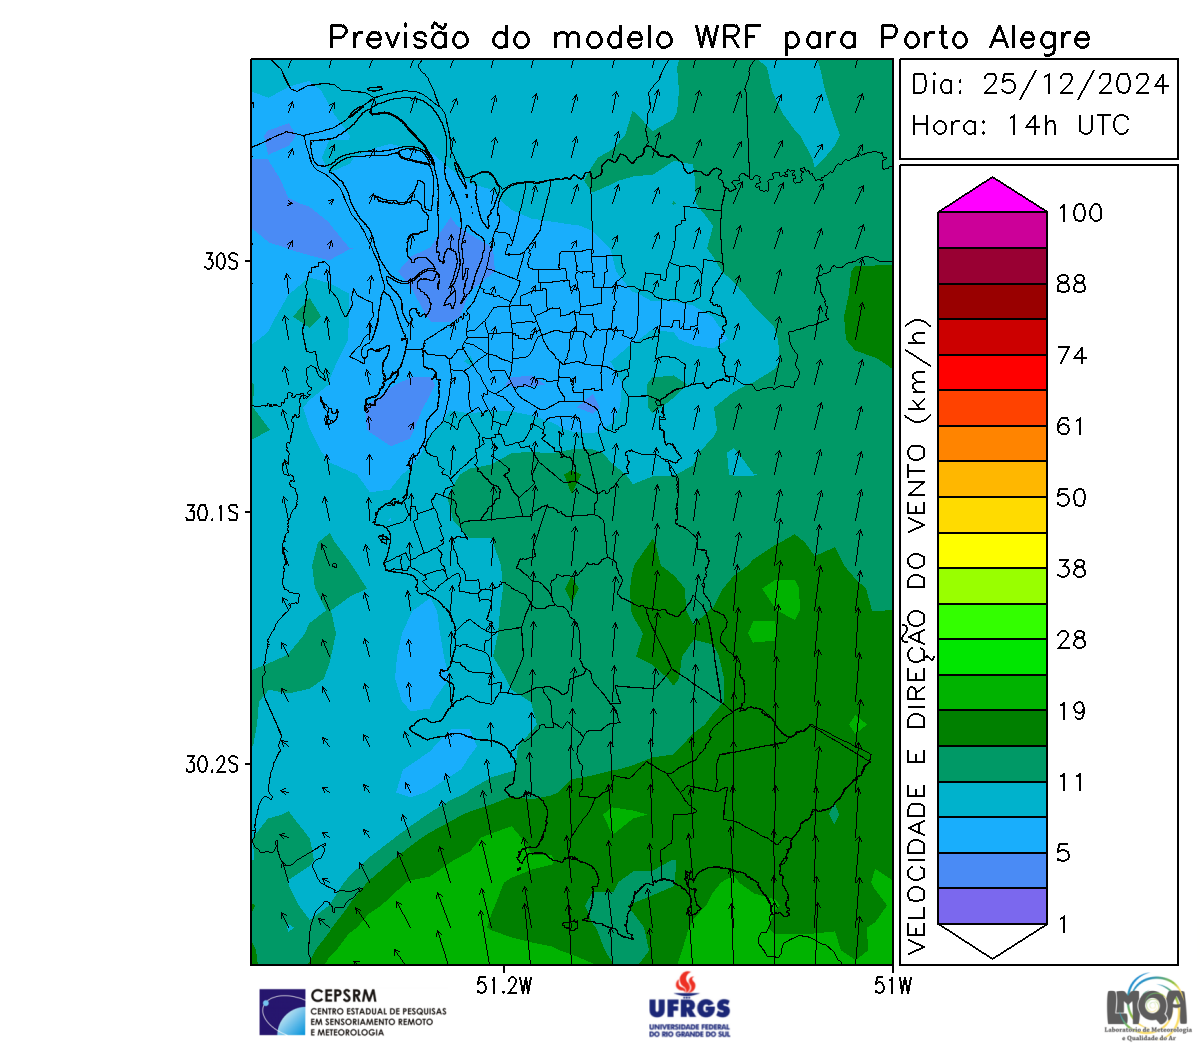 Previsão do modelo WRF para Porto Alegre
Dia: 25/12/2024
Hora: 14h UTC
30S
30.1S
30.2S
51.2W
51W
VELOCIDADE E DIREÇÃO DO VENTO (km/h)
100
88
74
61
50
38
28
19
11
5
1
CEPSRM
CENTRO ESTADUAL DE PESQUISAS
EM SENSORIAMENTO REMOTO
E METEOROLOGIA
UFRGS
UNIVERSIDADE FEDERAL
DO RIO GRANDE DO SUL
LMQA
Laboratório de Meteorologia
e Qualidade do Ar